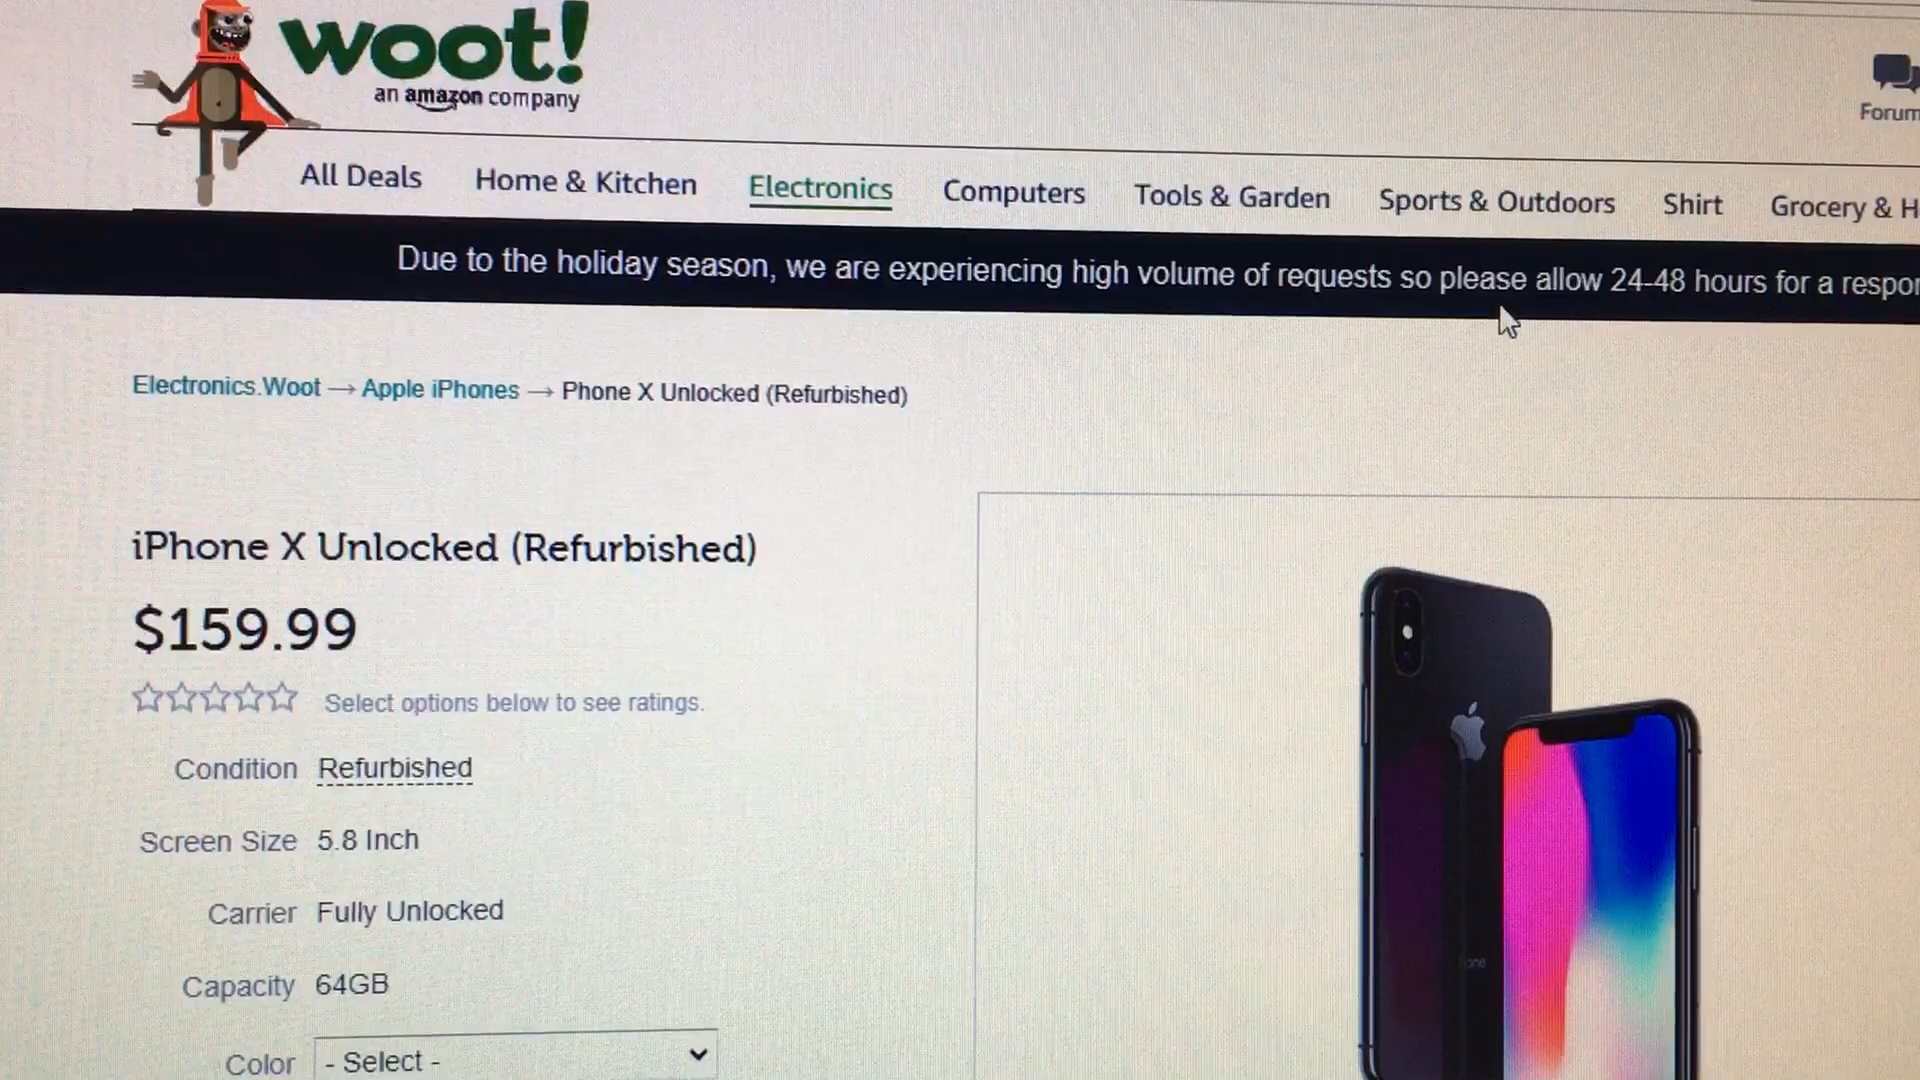 woot!
an amazon company
Forum
All Deals Home & Kitchen Electronics Computers Tools & Garden Sports & Outdoors Shirt Grocery & H
Due to the holiday season, we are experiencing high volume of requests so please allow 24-48 hours for a respon
Electronics.Woot → Apple iPhones → Phone X Unlocked (Refurbished)
iPhone X Unlocked (Refurbished)
$159.99
Select options below to see ratings.
Condition Refurbished
Screen Size 5.8 Inch
Carrier Fully Unlocked
Capacity 64GB
Color - Select -